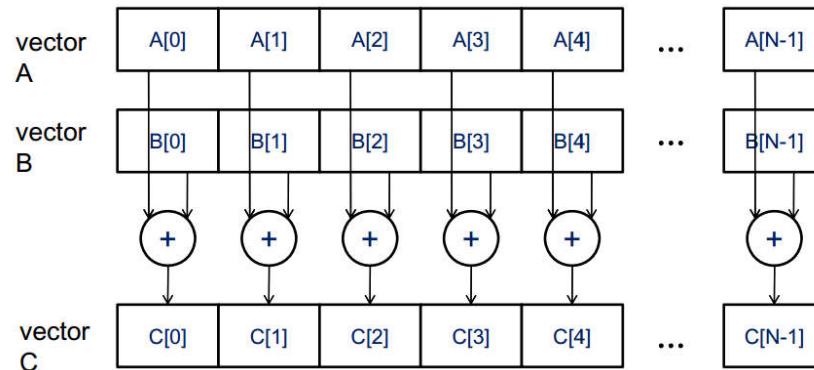 vector A A[0] A[1] A[2] A[3] A[4] ... A[N-1]
vector B B[0] B[1] B[2] B[3] B[4] ... B[N-1]
+ + + + + +
vector C C[0] C[1] C[2] C[3] C[4] ... C[N-1]